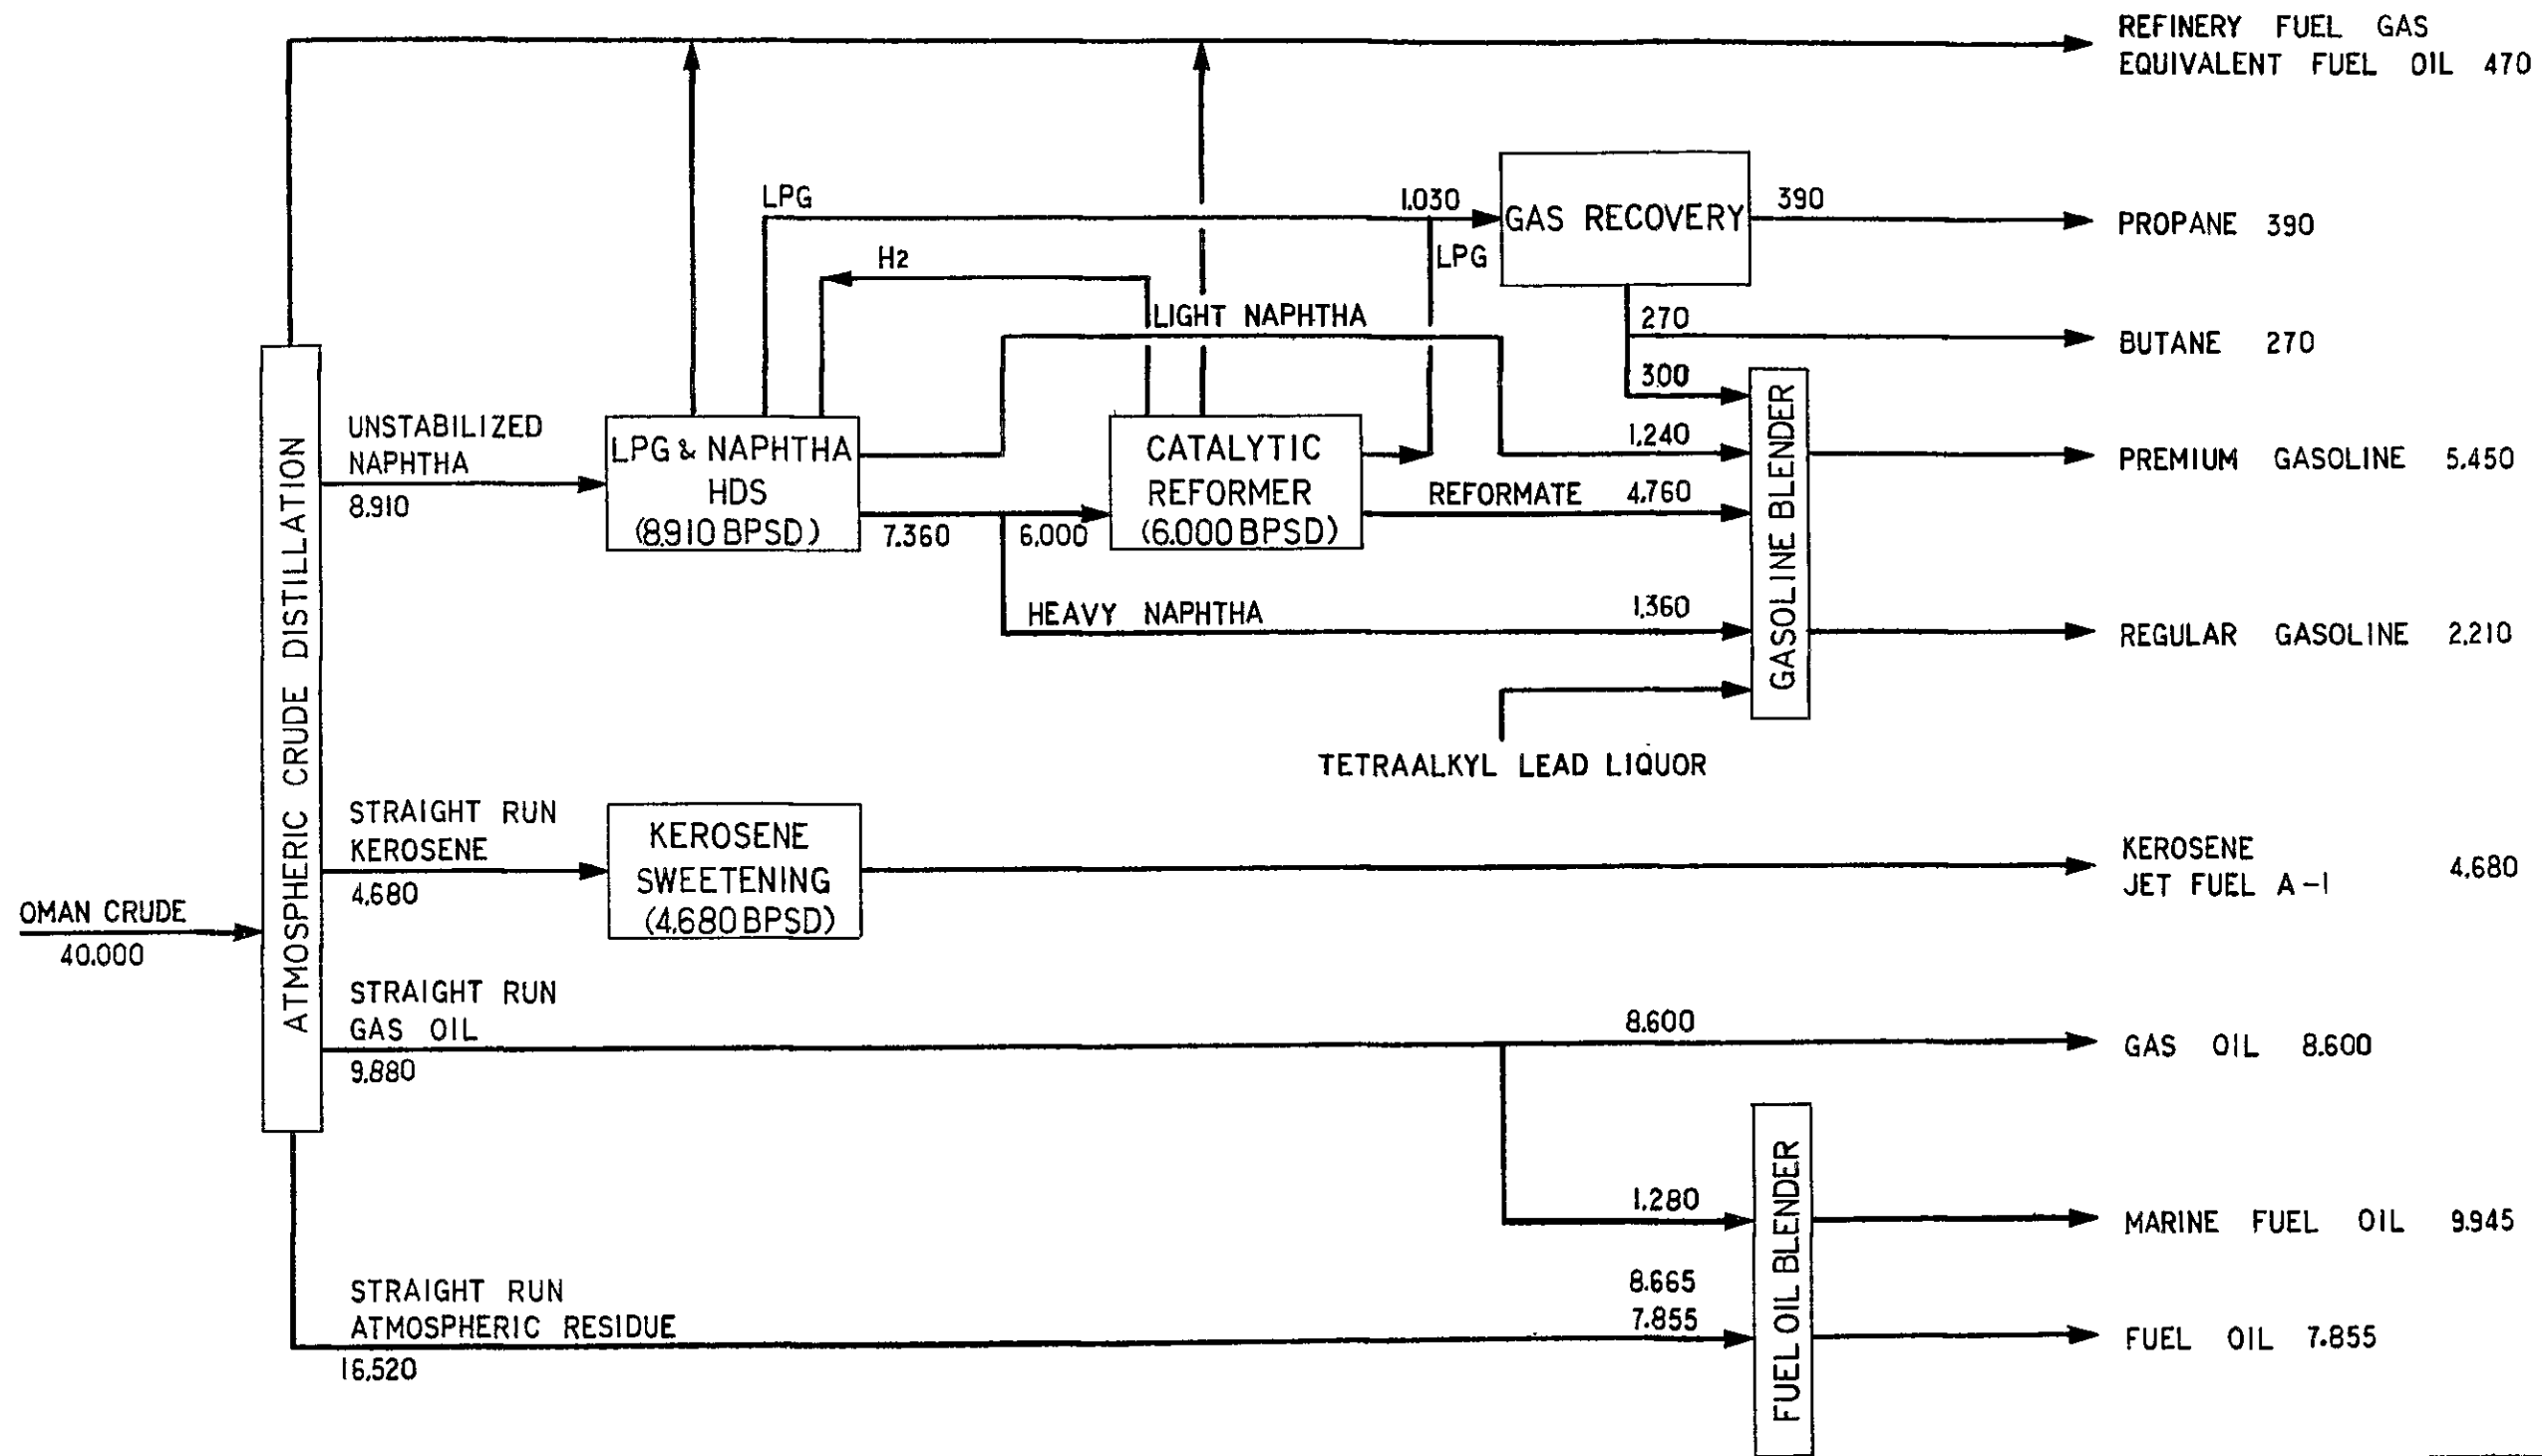 REFINERY FUEL GAS
EQUIVALENT FUEL OIL 470
LPG
1.030
GAS RECOVERY
390
PROPANE 390
H2
LPG
LIGHT NAPHTHA
270
BUTANE 270
300
UNSTABILIZED
NAPHTHA
8.910
LPG & NAPHTHA
HDS
(8.910 BPSD)
7.360
6.000
CATALYTIC
REFORMER
(6.000 BPSD)
1.240
REFORMATE 4.760
GASOLINE BLENDER
PREMIUM GASOLINE 5.450
HEAVY NAPHTHA
1.360
REGULAR GASOLINE 2.210
TETRAALKYL LEAD LIQUOR
ATMOSPHERIC CRUDE DISTILLATION
OMAN CRUDE
40.000
STRAIGHT RUN
KEROSENE
4.680
KEROSENE
SWEETENING
(4.680 BPSD)
KEROSENE
JET FUEL A-1 4.680
STRAIGHT RUN
GAS OIL
9.880
8.600
GAS OIL 8.600
1.280
FUEL OIL BLENDER
MARINE FUEL OIL 9.945
STRAIGHT RUN
ATMOSPHERIC RESIDUE
16.520
8.665
7.855
FUEL OIL 7.855